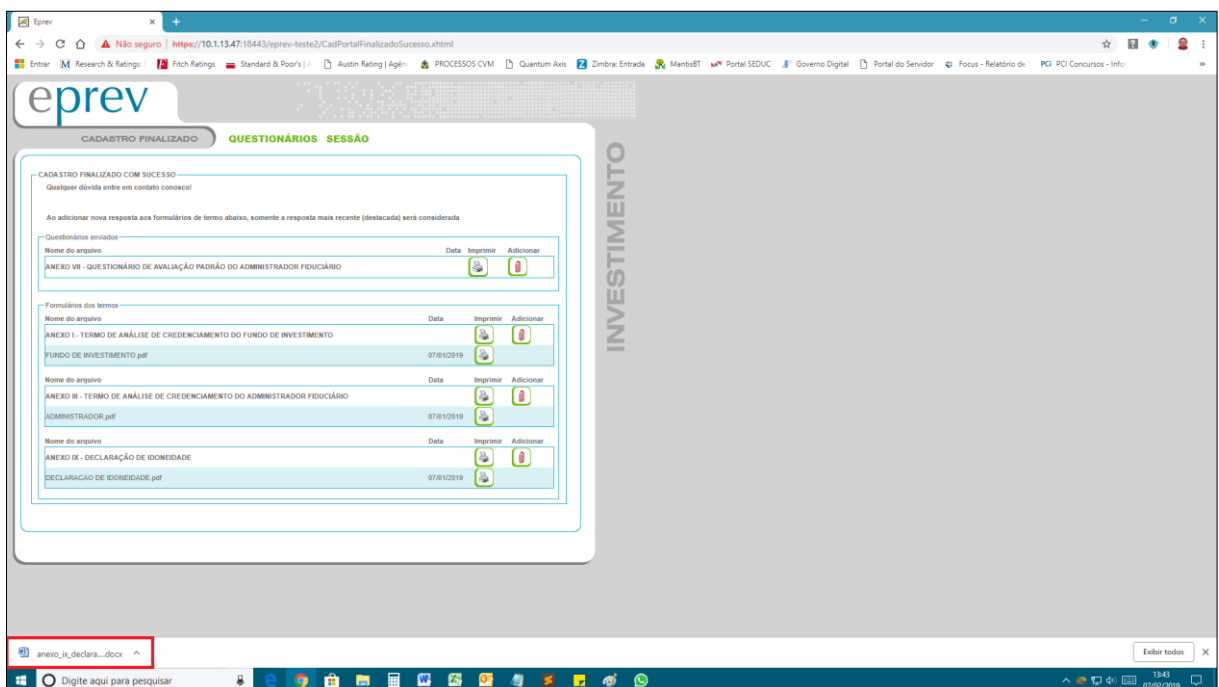 Eprev
Não seguro | https://10.1.13.47:18443/eprev-teste2/CadPortalFinalizadoSucesso.xhtml
Entrar Research & Ratings Fitch Ratings Standard & Poor's | Austin Rating | Agên PROCESSOS CVM Quantum Axis Zimbra: Entrada MantisBT Portal SEDUC Governo Digital Portal do Servidor Focus - Relatório de PCI Concursos - Infor
eprev
CADASTRO FINALIZADO QUESTIONÁRIOS SESSÃO
INVESTIMENTO
CADASTRO FINALIZADO COM SUCESSO
Qualquer dúvida entre em contato conosco!
Ao adicionar nova resposta aos formulários de termo abaixo, somente a resposta mais recente (destacada) será considerada
Questionários enviados
Nome do arquivo Data Imprimir Adicionar
ANEXO VII - QUESTIONÁRIO DE AVALIAÇÃO PADRÃO DO ADMINISTRADOR FIDUCIÁRIO
Formulários dos termos
Nome do arquivo Data Imprimir Adicionar
ANEXO I - TERMO DE ANÁLISE DE CREDENCIAMENTO DO FUNDO DE INVESTIMENTO
FUNDO DE INVESTIMENTO.pdf 07/01/2019
Nome do arquivo Data Imprimir Adicionar
ANEXO III - TERMO DE ANÁLISE DE CREDENCIAMENTO DO ADMINISTRADOR FIDUCIÁRIO
ADMINISTRADOR.pdf 07/01/2019
Nome do arquivo Data Imprimir Adicionar
ANEXO IX - DECLARAÇÃO DE IDONEIDADE
DECLARACAO DE IDONEIDADE.pdf 07/01/2019
anexo_ix_declara....docx Exibir todos
Digite aqui para pesquisar 13:43
07/02/2019